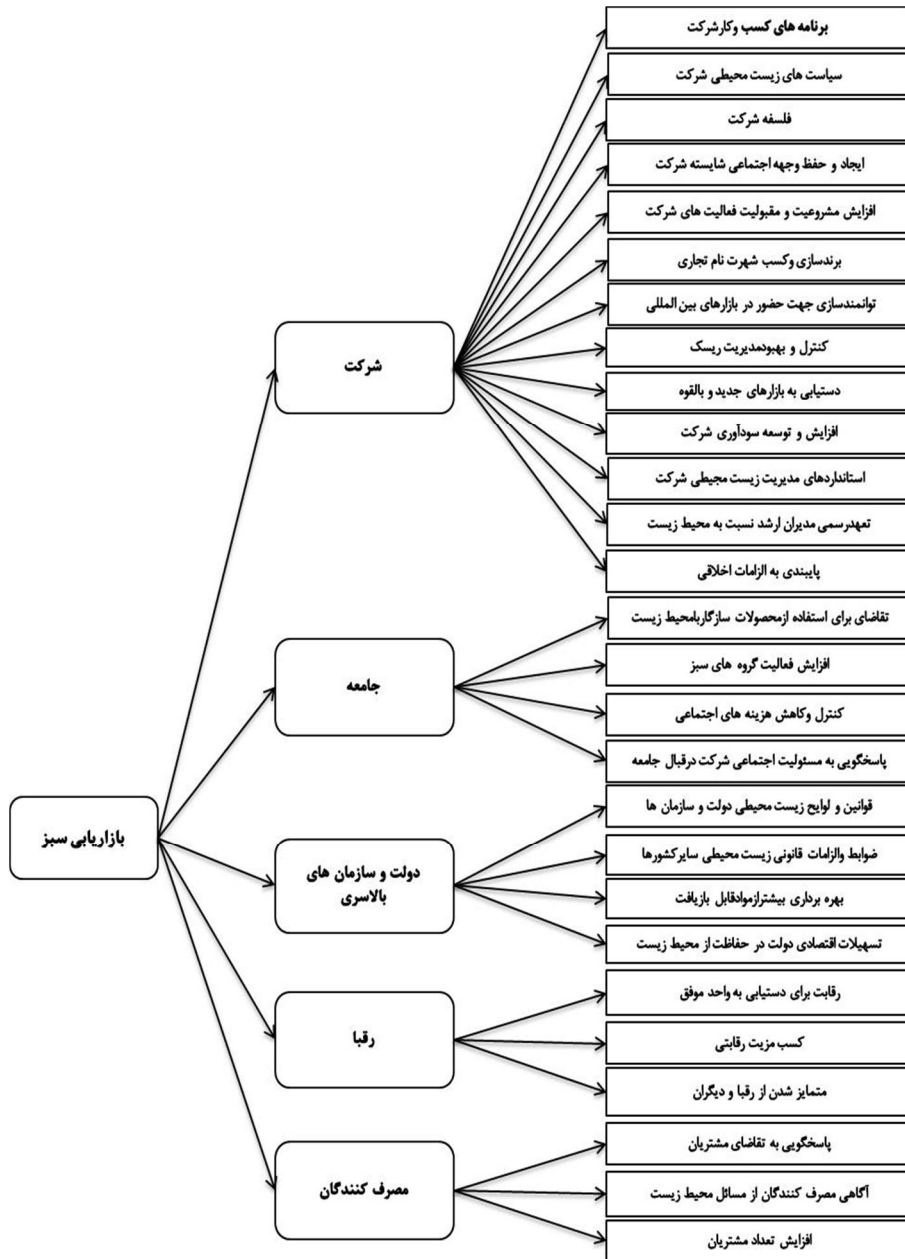 برنامه های کسب وکارشرکت
سیاست های زیست محیطی شرکت
فلسفه شرکت
ایجاد و حفظ وجهه اجتماعی شایسته شرکت
افزایش مشروعیت و مقبولیت فعالیت های شرکت
برندسازی وکسب شهرت نام تجاری
توانمندسازی جهت حضور در بازارهای بین المللی
شرکت
کنترل و بهبودمدیریت ریسک
دستیابی به بازارهای جدید و بالقوه
افزایش و توسعه سودآوری شرکت
استانداردهای مدیریت زیست مجیطی شرکت
تعهدرسمی مدیران ارشد نسبت به محیط زیست
پایبندی به الزامات اخلاقی
تقاضای برای استفاده ازمحصولات سازگاربامحیط زیست
افزایش فعالیت گروه های سبز
جامعه
کنترل وکاهش هزینه های اجتماعی
پاسخگویی به مسئولیت اجتماعی شرکت درقبال جامعه
قوانین و لوایح زیست محیطی دولت و سازمان ها
بازاریابی سبز
ضوابط والزامات قانونی زیست محیطی سایرکشورها
دولت و سازمان های
بالاسری
بهره برداری بیشترازموادقابل بازیافت
تسهیلات اقتصادی دولت در حفاظت از محیط زیست
رقابت برای دستیابی به واحد موفق
رقبا
کسب مزیت رقابتی
متمایز شدن از رقبا و دیگران
پاسخگویی به تقاضای مشتریان
مصرف کنندگان
آگاهی مصرف کنندگان از مسائل محیط زیست
افزایش تعداد مشتریان